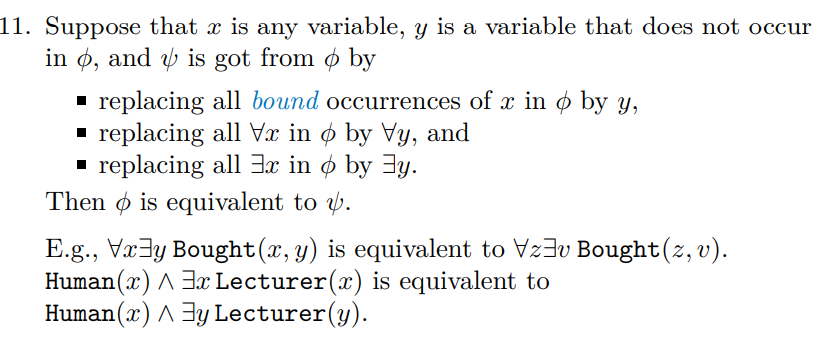 11. Suppose that x is any variable, y is a variable that does not occur
in ϕ, and ψ is got from ϕ by
▪ replacing all bound occurrences of x in ϕ by y,
▪ replacing all ∀x in ϕ by ∀y, and
▪ replacing all ∃x in ϕ by ∃y.
Then ϕ is equivalent to ψ.
E.g., ∀x∃y Bought(x, y) is equivalent to ∀z∃v Bought(z, v).
Human(x) ∧ ∃x Lecturer(x) is equivalent to
Human(x) ∧ ∃y Lecturer(y).